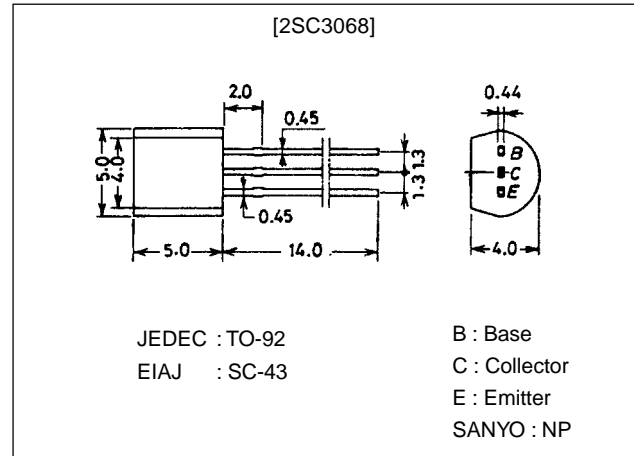 [2SC3068]
2.0
0.45
0.44
5.0
4.0
1.3
1.3
B
C
E
0.45
5.0
14.0
4.0
JEDEC : TO-92
EIAJ : SC-43
B : Base
C : Collector
E : Emitter
SANYO : NP